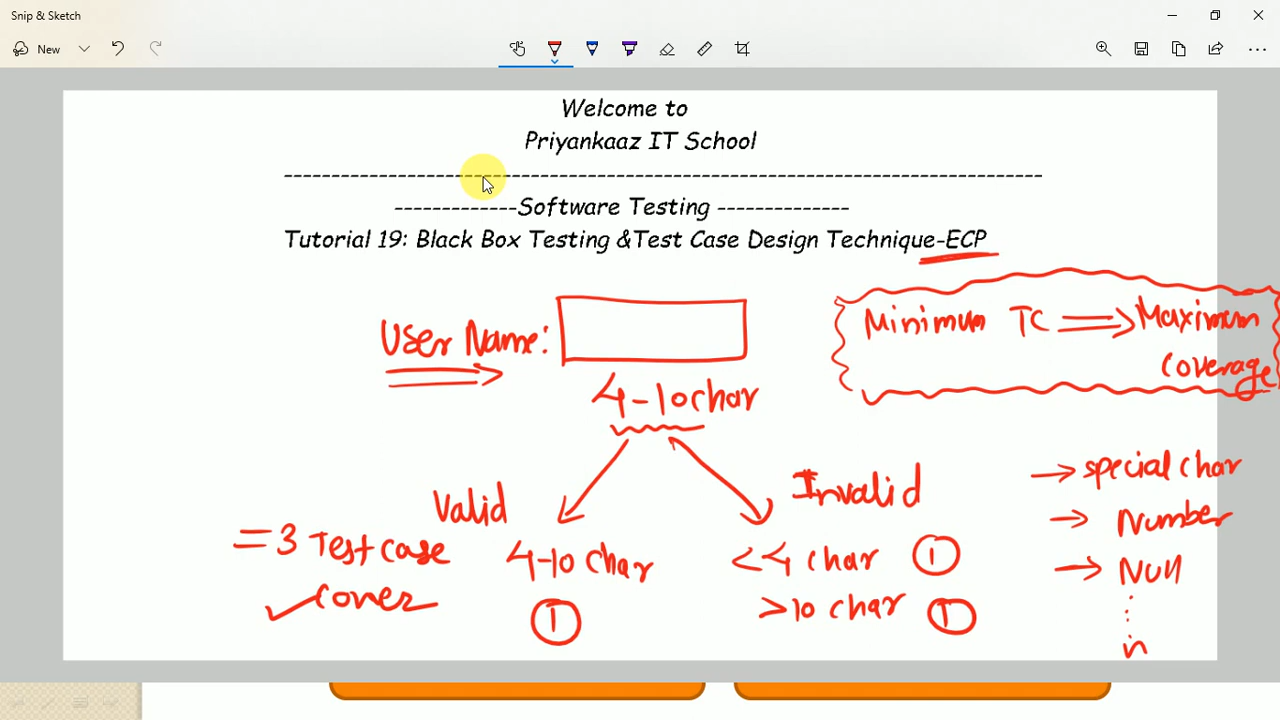 Snip & Sketch
New
Welcome to
Priyankaaz IT School
--------------------------------------------------------------------------------
-------------Software Testing --------------
Tutorial 19: Black Box Testing &Test Case Design Technique-ECP
User Name:
Minimum TC => Maximum
coverage
4-10char
Valid
Invalid
→ special char
→ Number
→ Null
:
n
= 3 Test case
✓ cover
4-10 char
①
<4 char ①
>10 char ①